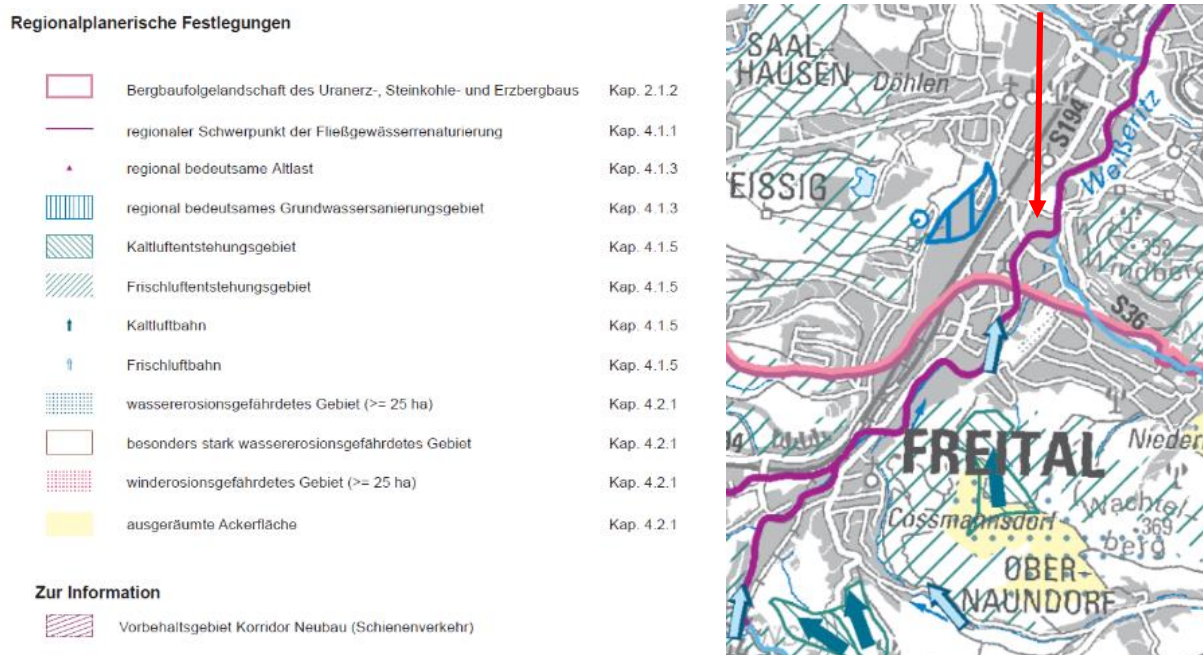 Regionalplanerische Festlegungen
Bergbaufolgelandschaft des Uranerz-, Steinkohle- und Erzbergbaus Kap. 2.1.2
regionaler Schwerpunkt der Fließgewässerrenaturierung Kap. 4.1.1
regional bedeutsame Altlast Kap. 4.1.3
regional bedeutsames Grundwassersanierungsgebiet Kap. 4.1.3
Kaltluftentstehungsgebiet Kap. 4.1.5
Frischluftentstehungsgebiet Kap. 4.1.5
Kaltluftbahn Kap. 4.1.5
Frischluftbahn Kap. 4.1.5
wassererosionsgefährdetes Gebiet (>= 25 ha) Kap. 4.2.1
besonders stark wassererosionsgefährdetes Gebiet Kap. 4.2.1
winderosionsgefährdetes Gebiet (>= 25 ha) Kap. 4.2.1
ausgeräumte Ackerfläche Kap. 4.2.1
Zur Information
Vorbehaltsgebiet Korridor Neubau (Schienenverkehr)
SAAL-
HAUSEN
Döhlen
S194
Weißeritz
EISSIG
352
Windberg
S36
FREITAL
Nieder
Cossmannsdorf
Wachtel-
berg
369
OBER-
NAUNDORF